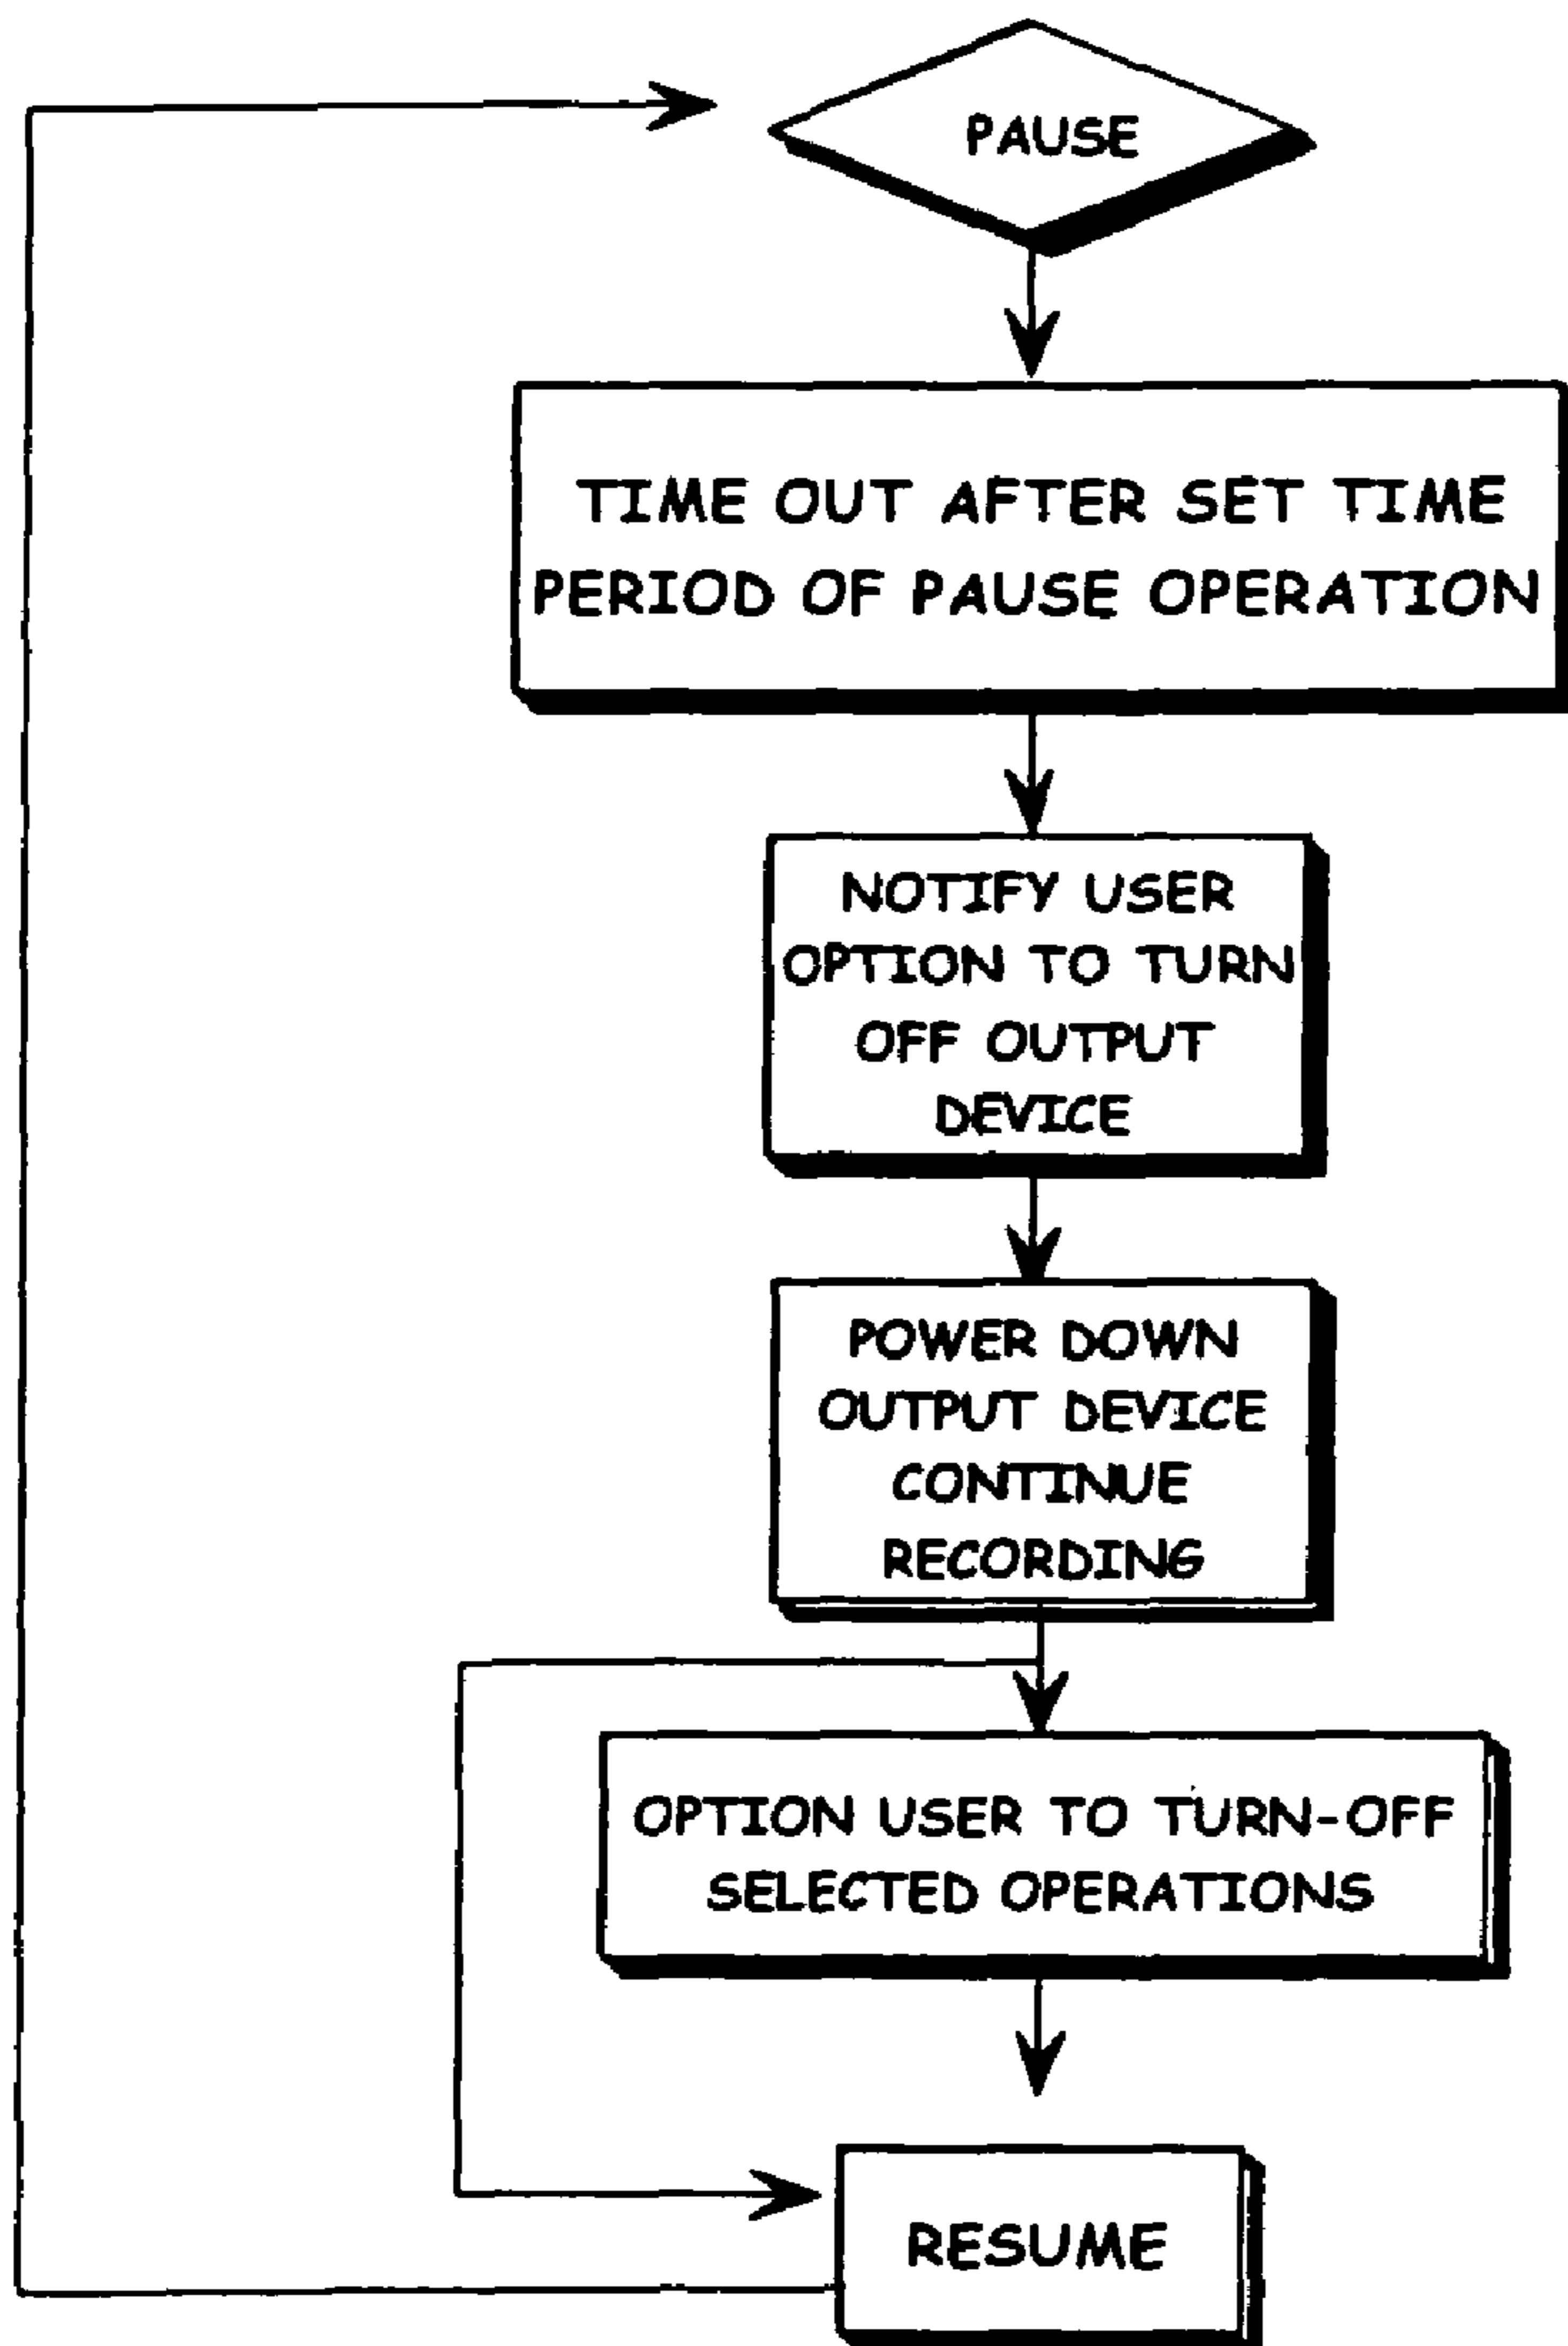 PAUSE
TIME OUT AFTER SET TIME
PERIOD OF PAUSE OPERATION
NOTIFY USER
OPTION TO TURN
OFF OUTPUT
DEVICE
POWER DOWN
OUTPUT DEVICE
CONTINUE
RECORDING
OPTION USER TO TURN-OFF
SELECTED OPERATIONS
RESUME